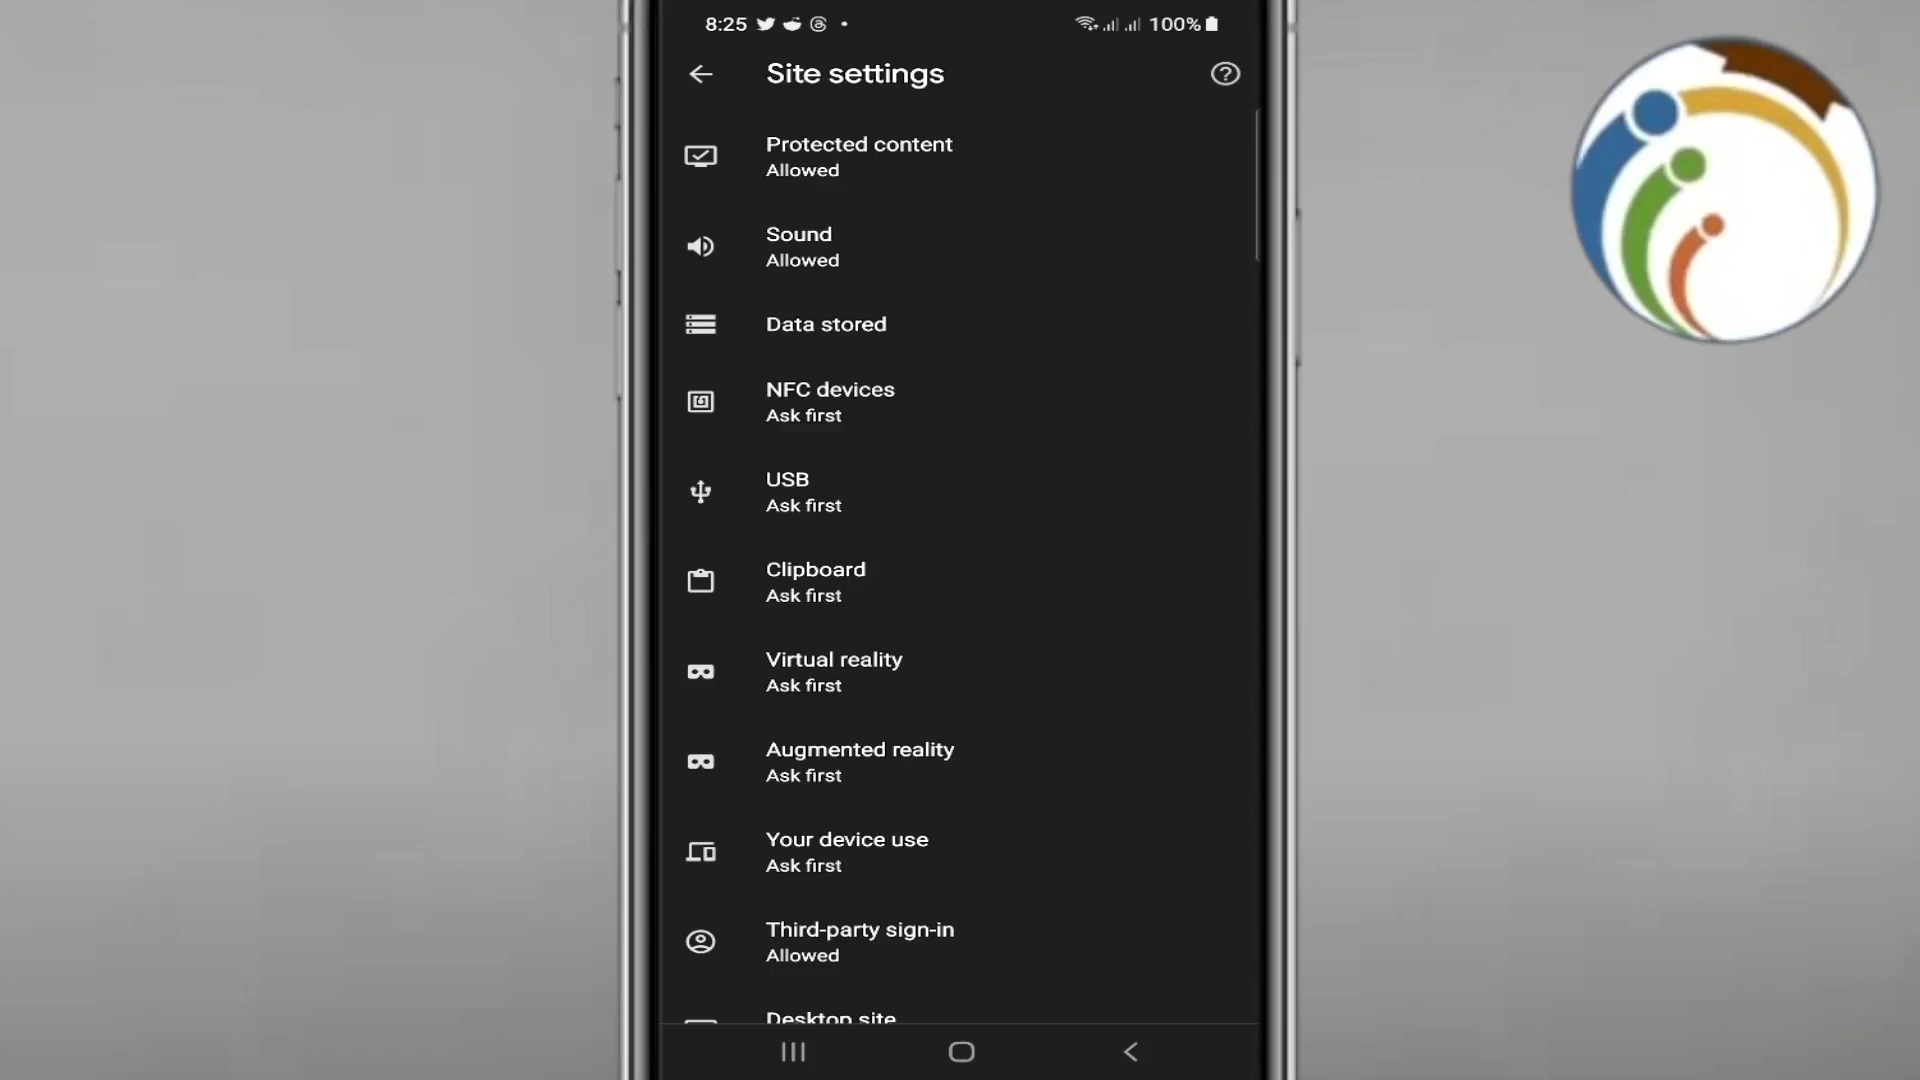 8:25 100%
Site settings
Protected content
Allowed
Sound
Allowed
Data stored
NFC devices
Ask first
USB
Ask first
Clipboard
Ask first
Virtual reality
Ask first
Augmented reality
Ask first
Your device use
Ask first
Third-party sign-in
Allowed
Desktop site